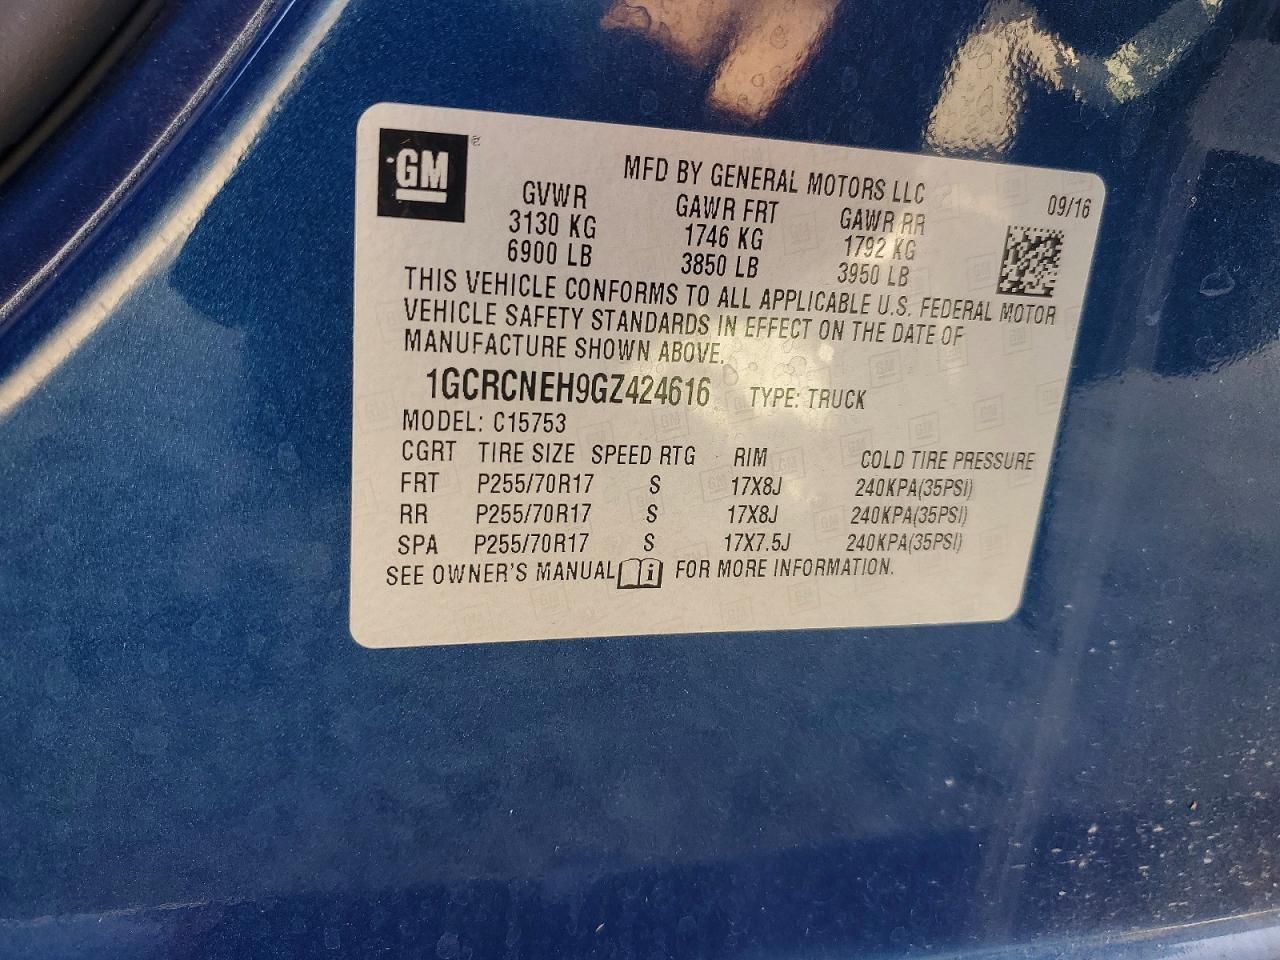 GM
MFD BY GENERAL MOTORS LLC
09/16
GVWR GAWR FRT GAWR RR
3130 KG 1746 KG 1792 KG
6900 LB 3850 LB 3950 LB
THIS VEHICLE CONFORMS TO ALL APPLICABLE U.S. FEDERAL MOTOR
VEHICLE SAFETY STANDARDS IN EFFECT ON THE DATE OF
MANUFACTURE SHOWN ABOVE.
1GCRCNEH9GZ424616 TYPE: TRUCK
MODEL: C15753
CGRT TIRE SIZE SPEED RTG RIM COLD TIRE PRESSURE
FRT P255/70R17 S 17X8J 240KPA(35PSI)
RR P255/70R17 S 17X8J 240KPA(35PSI)
SPA P255/70R17 S 17X7.5J 240KPA(35PSI)
SEE OWNER'S MANUAL i FOR MORE INFORMATION.